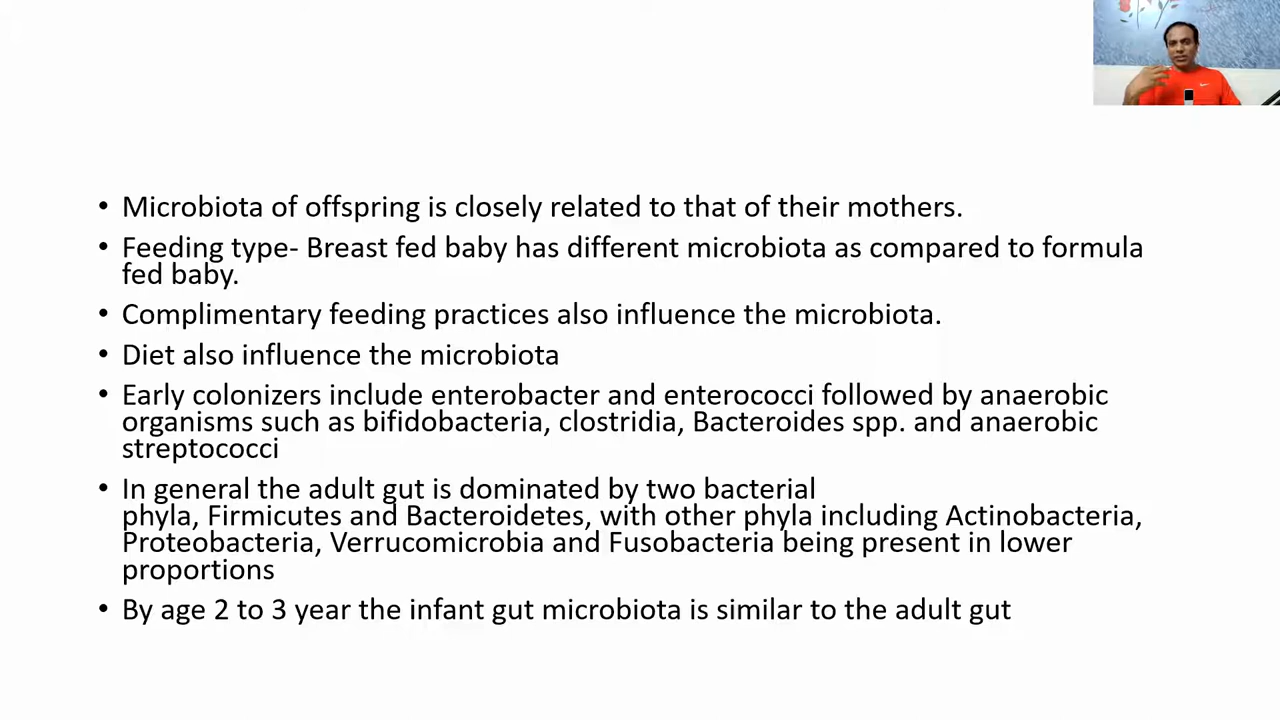 • Microbiota of offspring is closely related to that of their mothers.
• Feeding type- Breast fed baby has different microbiota as compared to formula
fed baby.
• Complimentary feeding practices also influence the microbiota.
• Diet also influence the microbiota
• Early colonizers include enterobacter and enterococci followed by anaerobic
organisms such as bifidobacteria, clostridia, Bacteroides spp. and anaerobic
streptococci
• In general the adult gut is dominated by two bacterial
phyla, Firmicutes and Bacteroidetes, with other phyla including Actinobacteria,
Proteobacteria, Verrucomicrobia and Fusobacteria being present in lower
proportions
• By age 2 to 3 year the infant gut microbiota is similar to the adult gut